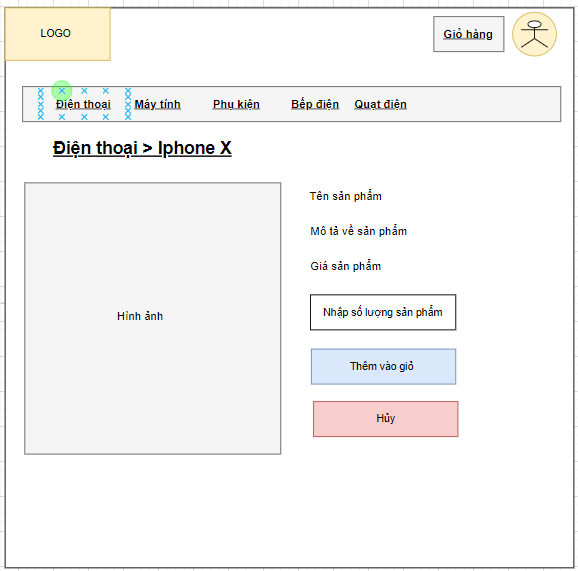 LOGO
Giỏ hàng
Điện thoại Máy tính Phụ kiện Bếp điện Quạt điện
Điện thoại > Iphone X
Tên sản phẩm
Mô tả về sản phẩm
Giá sản phẩm
Hình ảnh
Nhập số lượng sản phẩm
Thêm vào giỏ
Hủy